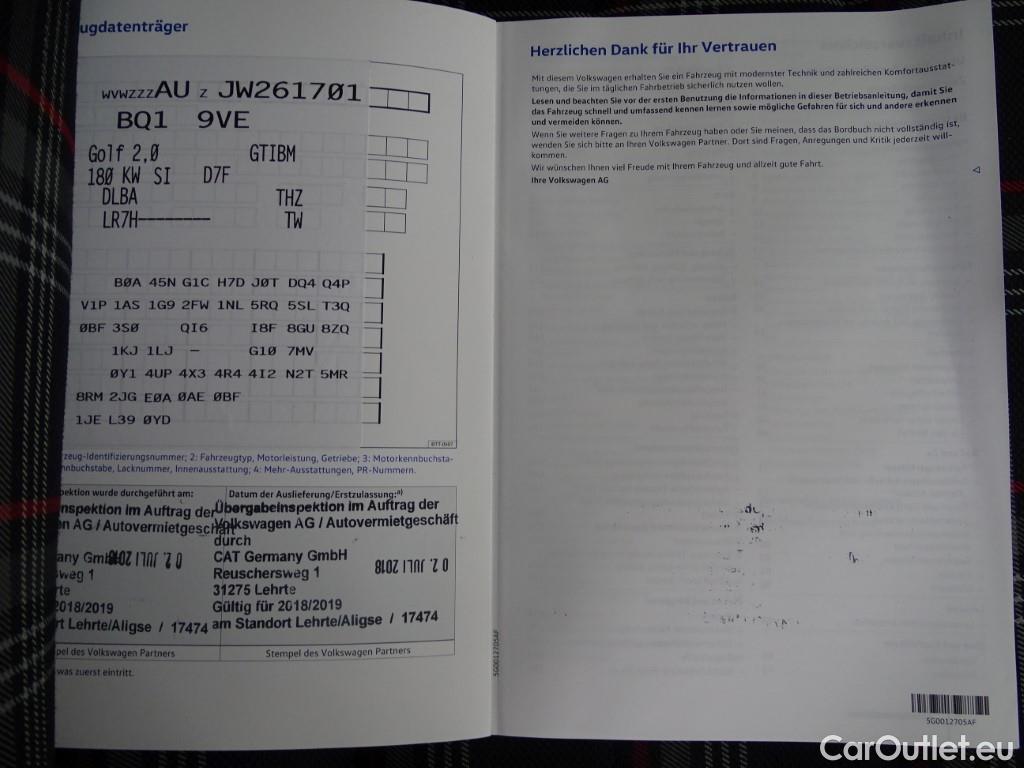 ugdatenträger
WVWZZZAU Z JW261701
BQ1 9VE
Golf 2,0 GTIBM
180 KW SI D7F
DLBA THZ
LR7H-------- TW
B0A 45N G1C H7D J0T DQ4 Q4P
V1P 1AS 1G9 2FW 1NL 5RQ 5SL T3Q
0BF 3S0 QI6 I8F 8GU 8ZQ
1KJ 1LJ – G10 7MV
0Y1 4UP 4X3 4R4 4I2 N2T 5MR
8RM 2JG E0A 0AE 0BF
1JE L39 0YD
rzeug-Identifizierungsnummer; 2: Fahrzeugtyp, Motorleistung, Getriebe; 3: Motorkennbuchsta-
nnbuchstabe, Lacknummer, Innenausstattung; 4: Mehr-Ausstattungen, PR-Nummern.
pektion wurde durchgeführt am:
nspektion im Auftrag der
en AG / Autovermietgeschäft
any GmbH 02. JULI 2018
weg 1
rte
2018/2019
rt Lehrte/Aligse / 17474
pel des Volkswagen Partners
Datum der Auslieferung/Erstzulassung:a)
Übergabeinspektion im Auftrag der
Volkswagen AG / Autovermietgeschäft
durch
CAT Germany GmbH
Reuschersweg 1 02. JULI 2018
31275 Lehrte
Gültig für 2018/2019
am Standort Lehrte/Aligse / 17474
Stempel des Volkswagen Partners
was zuerst eintritt.
Herzlichen Dank für Ihr Vertrauen
Mit diesem Volkswagen erhalten Sie ein Fahrzeug mit modernster Technik und zahlreichen Komfortausstat-
tungen, die Sie im täglichen Fahrbetrieb sicherlich nutzen wollen.
Lesen und beachten Sie vor der ersten Benutzung die Informationen in dieser Betriebsanleitung, damit Sie
das Fahrzeug schnell und umfassend kennen lernen sowie mögliche Gefahren für sich und andere erkennen
und vermeiden können.
Wenn Sie weitere Fragen zu Ihrem Fahrzeug haben oder Sie meinen, dass das Bordbuch nicht vollständig ist,
wenden Sie sich bitte an Ihren Volkswagen Partner. Dort sind Fragen, Anregungen und Kritik jederzeit will-
kommen.
Wir wünschen Ihnen viel Freude mit Ihrem Fahrzeug und allzeit gute Fahrt.
Ihre Volkswagen AG
5G0012705AF
5G0012705AF
CarOutlet.eu